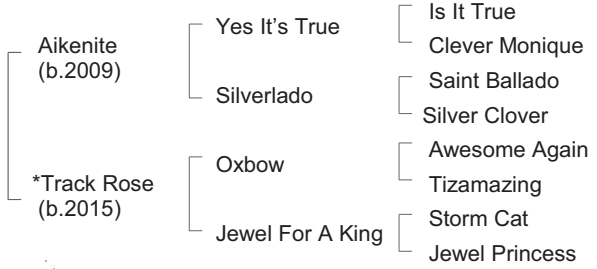 Is It True
Yes It's True
Clever Monique
Aikenite
(b.2009)
Saint Ballado
Silverlado
Silver Clover
Awesome Again
Oxbow
Tizamazing
*Track Rose
(b.2015)
Storm Cat
Jewel For A King
Jewel Princess